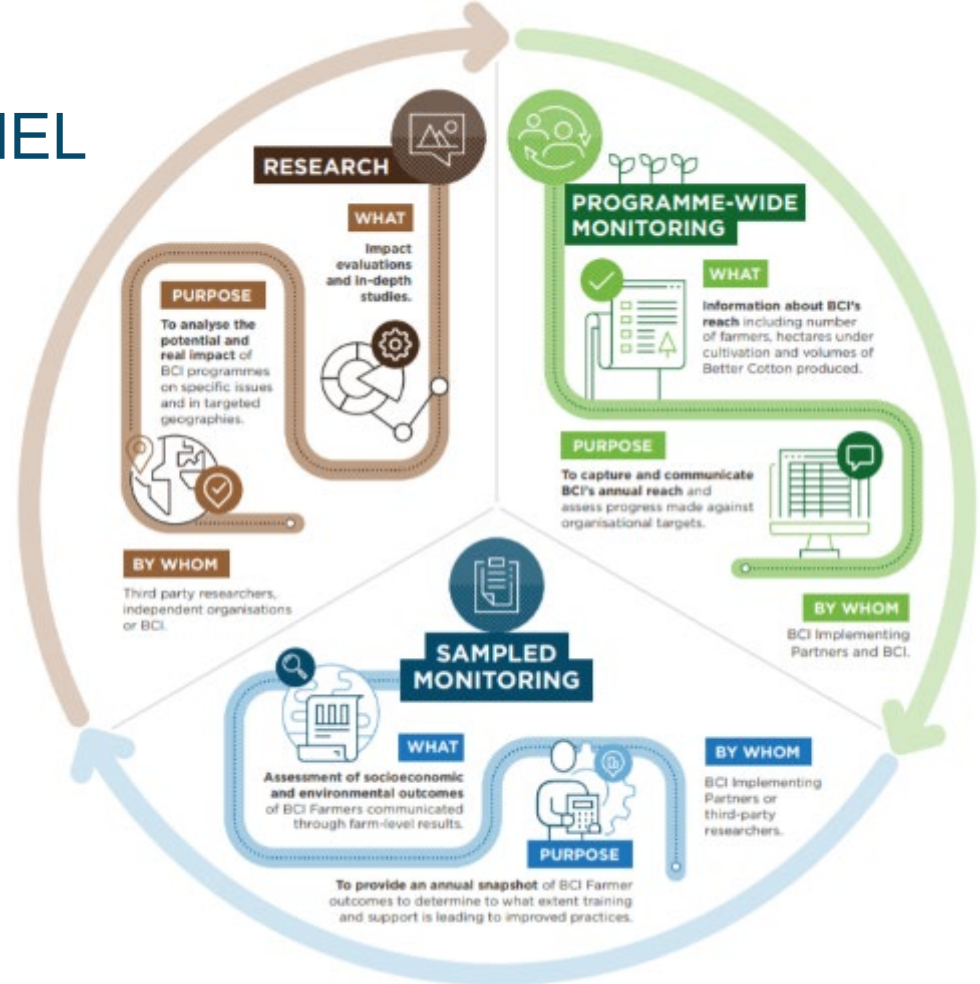 RESEARCH
WHAT
Impact
evaluations
and in-depth
studies.
PURPOSE
To analyse the
potential and
real impact of
BCI programmes
on specific issues
and in targeted
geographies.
BY WHOM
Third party researchers,
independent organisations
or BCI.
PROGRAMME-WIDE
MONITORING
WHAT
Information about BCI's
reach including number
of farmers, hectares under
cultivation and volumes of
Better Cotton produced.
PURPOSE
To capture and communicate
BCI's annual reach and
assess progress made against
organisational targets.
BY WHOM
BCI Implementing
Partners and BCI.
SAMPLED
MONITORING
WHAT
Assessment of socioeconomic
and environmental outcomes
of BCI Farmers communicated
through farm-level results.
PURPOSE
To provide an annual snapshot of BCI Farmer
outcomes to determine to what extent training
and support is leading to improved practices.
BY WHOM
BCI Implementing
Partners or
third-party
researchers.